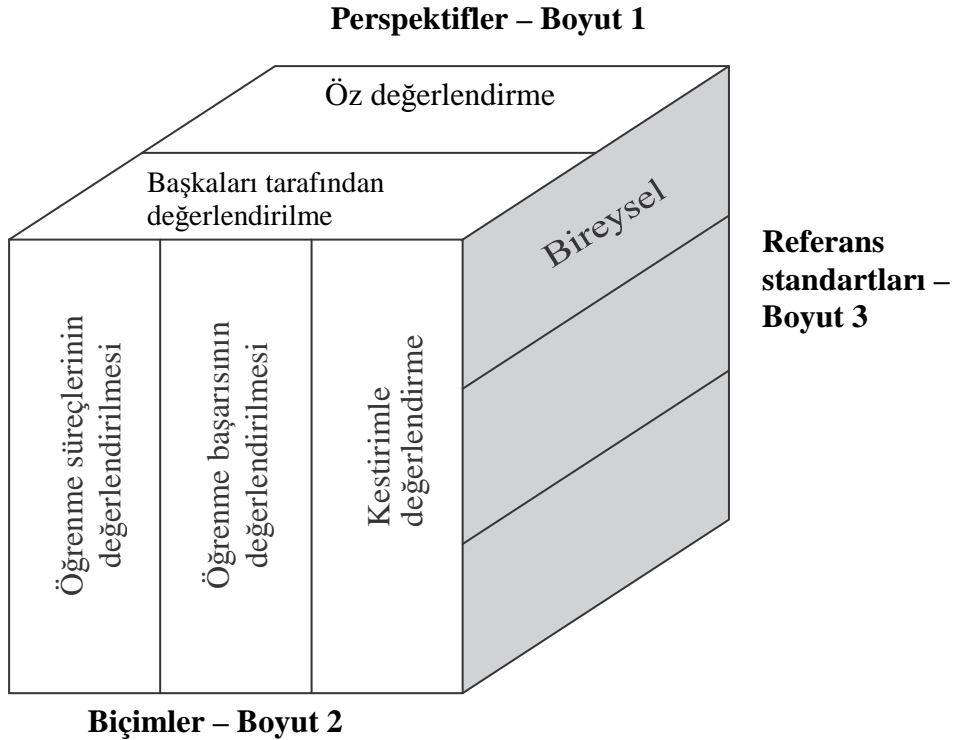 Perspektifler – Boyut 1
Öz değerlendirme
Başkaları tarafından
değerlendirilme
Bireysel
Referans
standartları –
Boyut 3
Öğrenme süreçlerinin
değerlendirilmesi
Öğrenme başarısının
değerlendirilmesi
Kestirimle
değerlendirme
Biçimler – Boyut 2